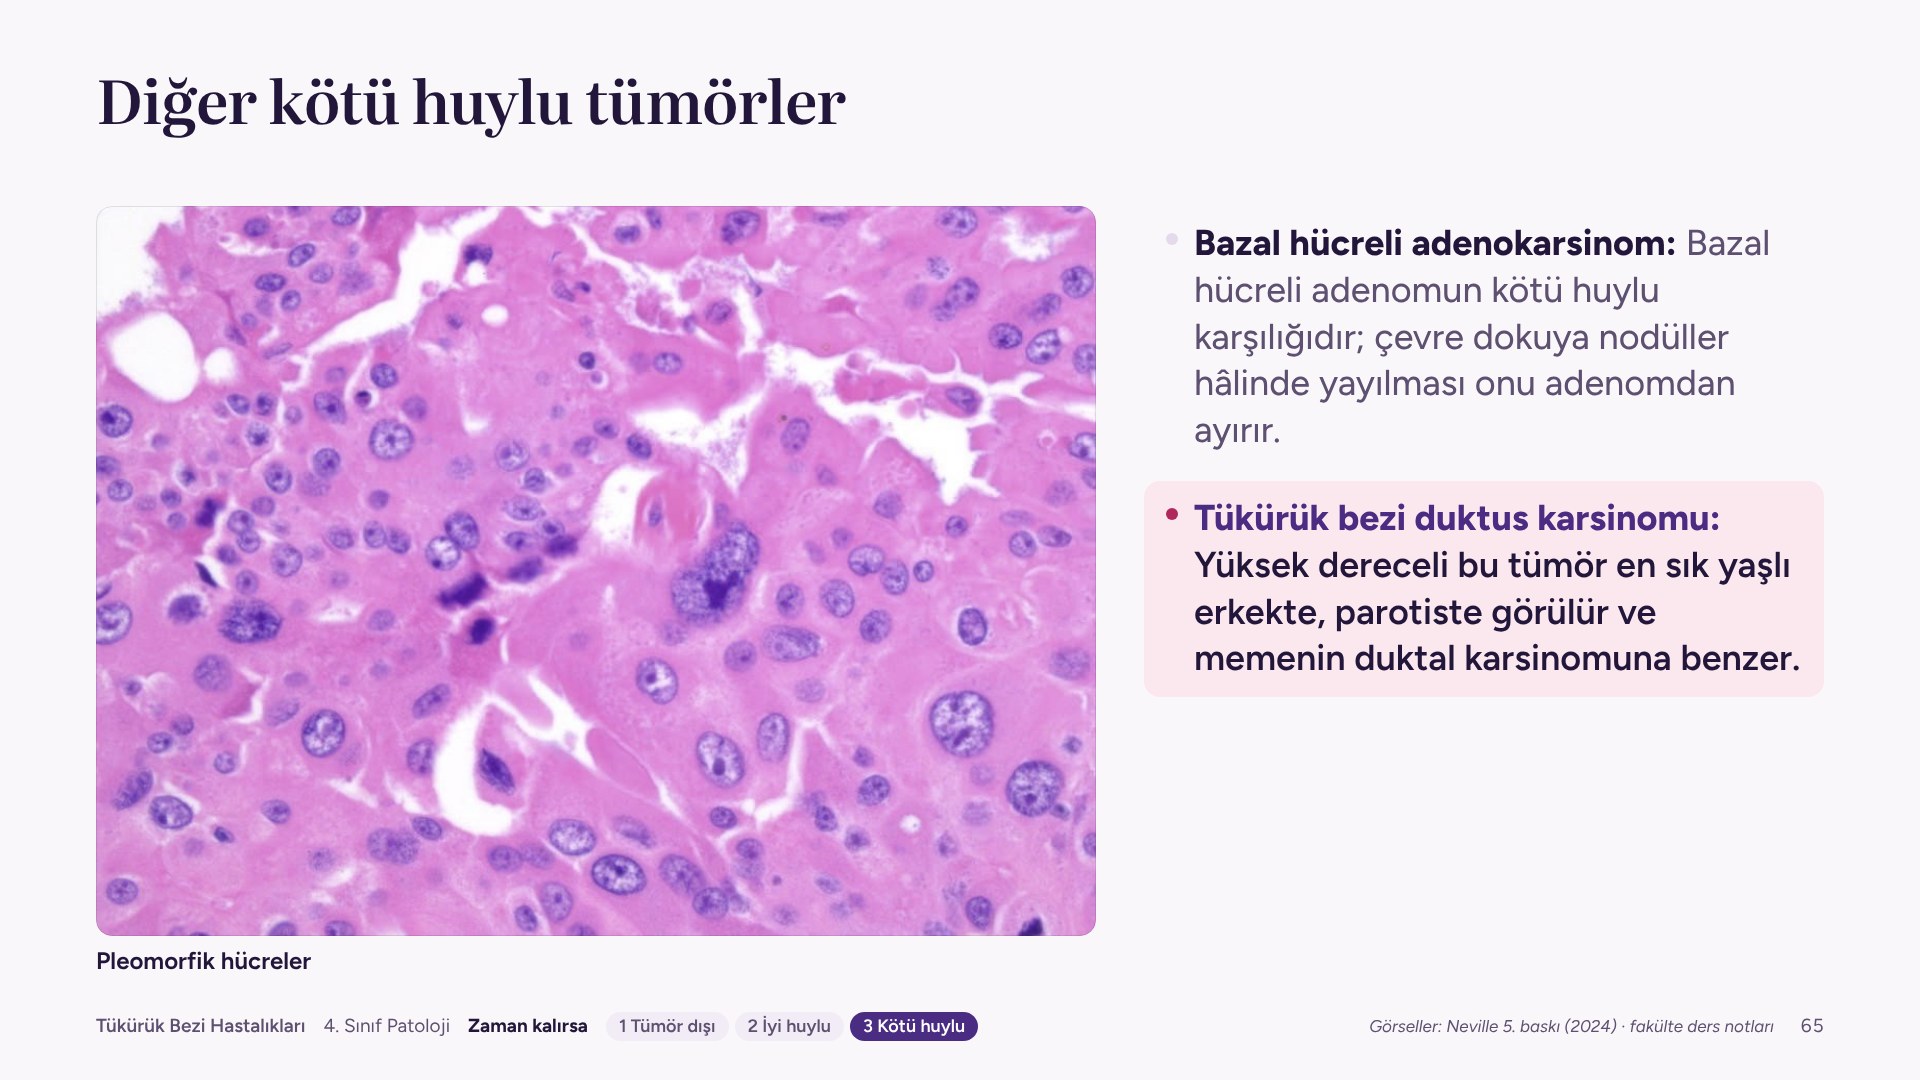 Diğer kötü huylu tümörler
Bazal hücreli adenokarsinom: Bazal
hücreli adenomun kötü huylu
karşılığıdır; çevre dokuya nodüller
hâlinde yayılması onu adenomdan
ayırır.
Tükürük bezi duktus karsinomu:
Yüksek dereceli bu tümör en sık yaşlı
erkekte, parotiste görülür ve
memenin duktal karsinomuna benzer.
Pleomorfik hücreler
Tükürük Bezi Hastalıkları 4. Sınıf Patoloji Zaman kalırsa 1 Tümör dışı 2 İyi huylu 3 Kötü huylu
Görseller: Neville 5. baskı (2024) · fakülte ders notları 65